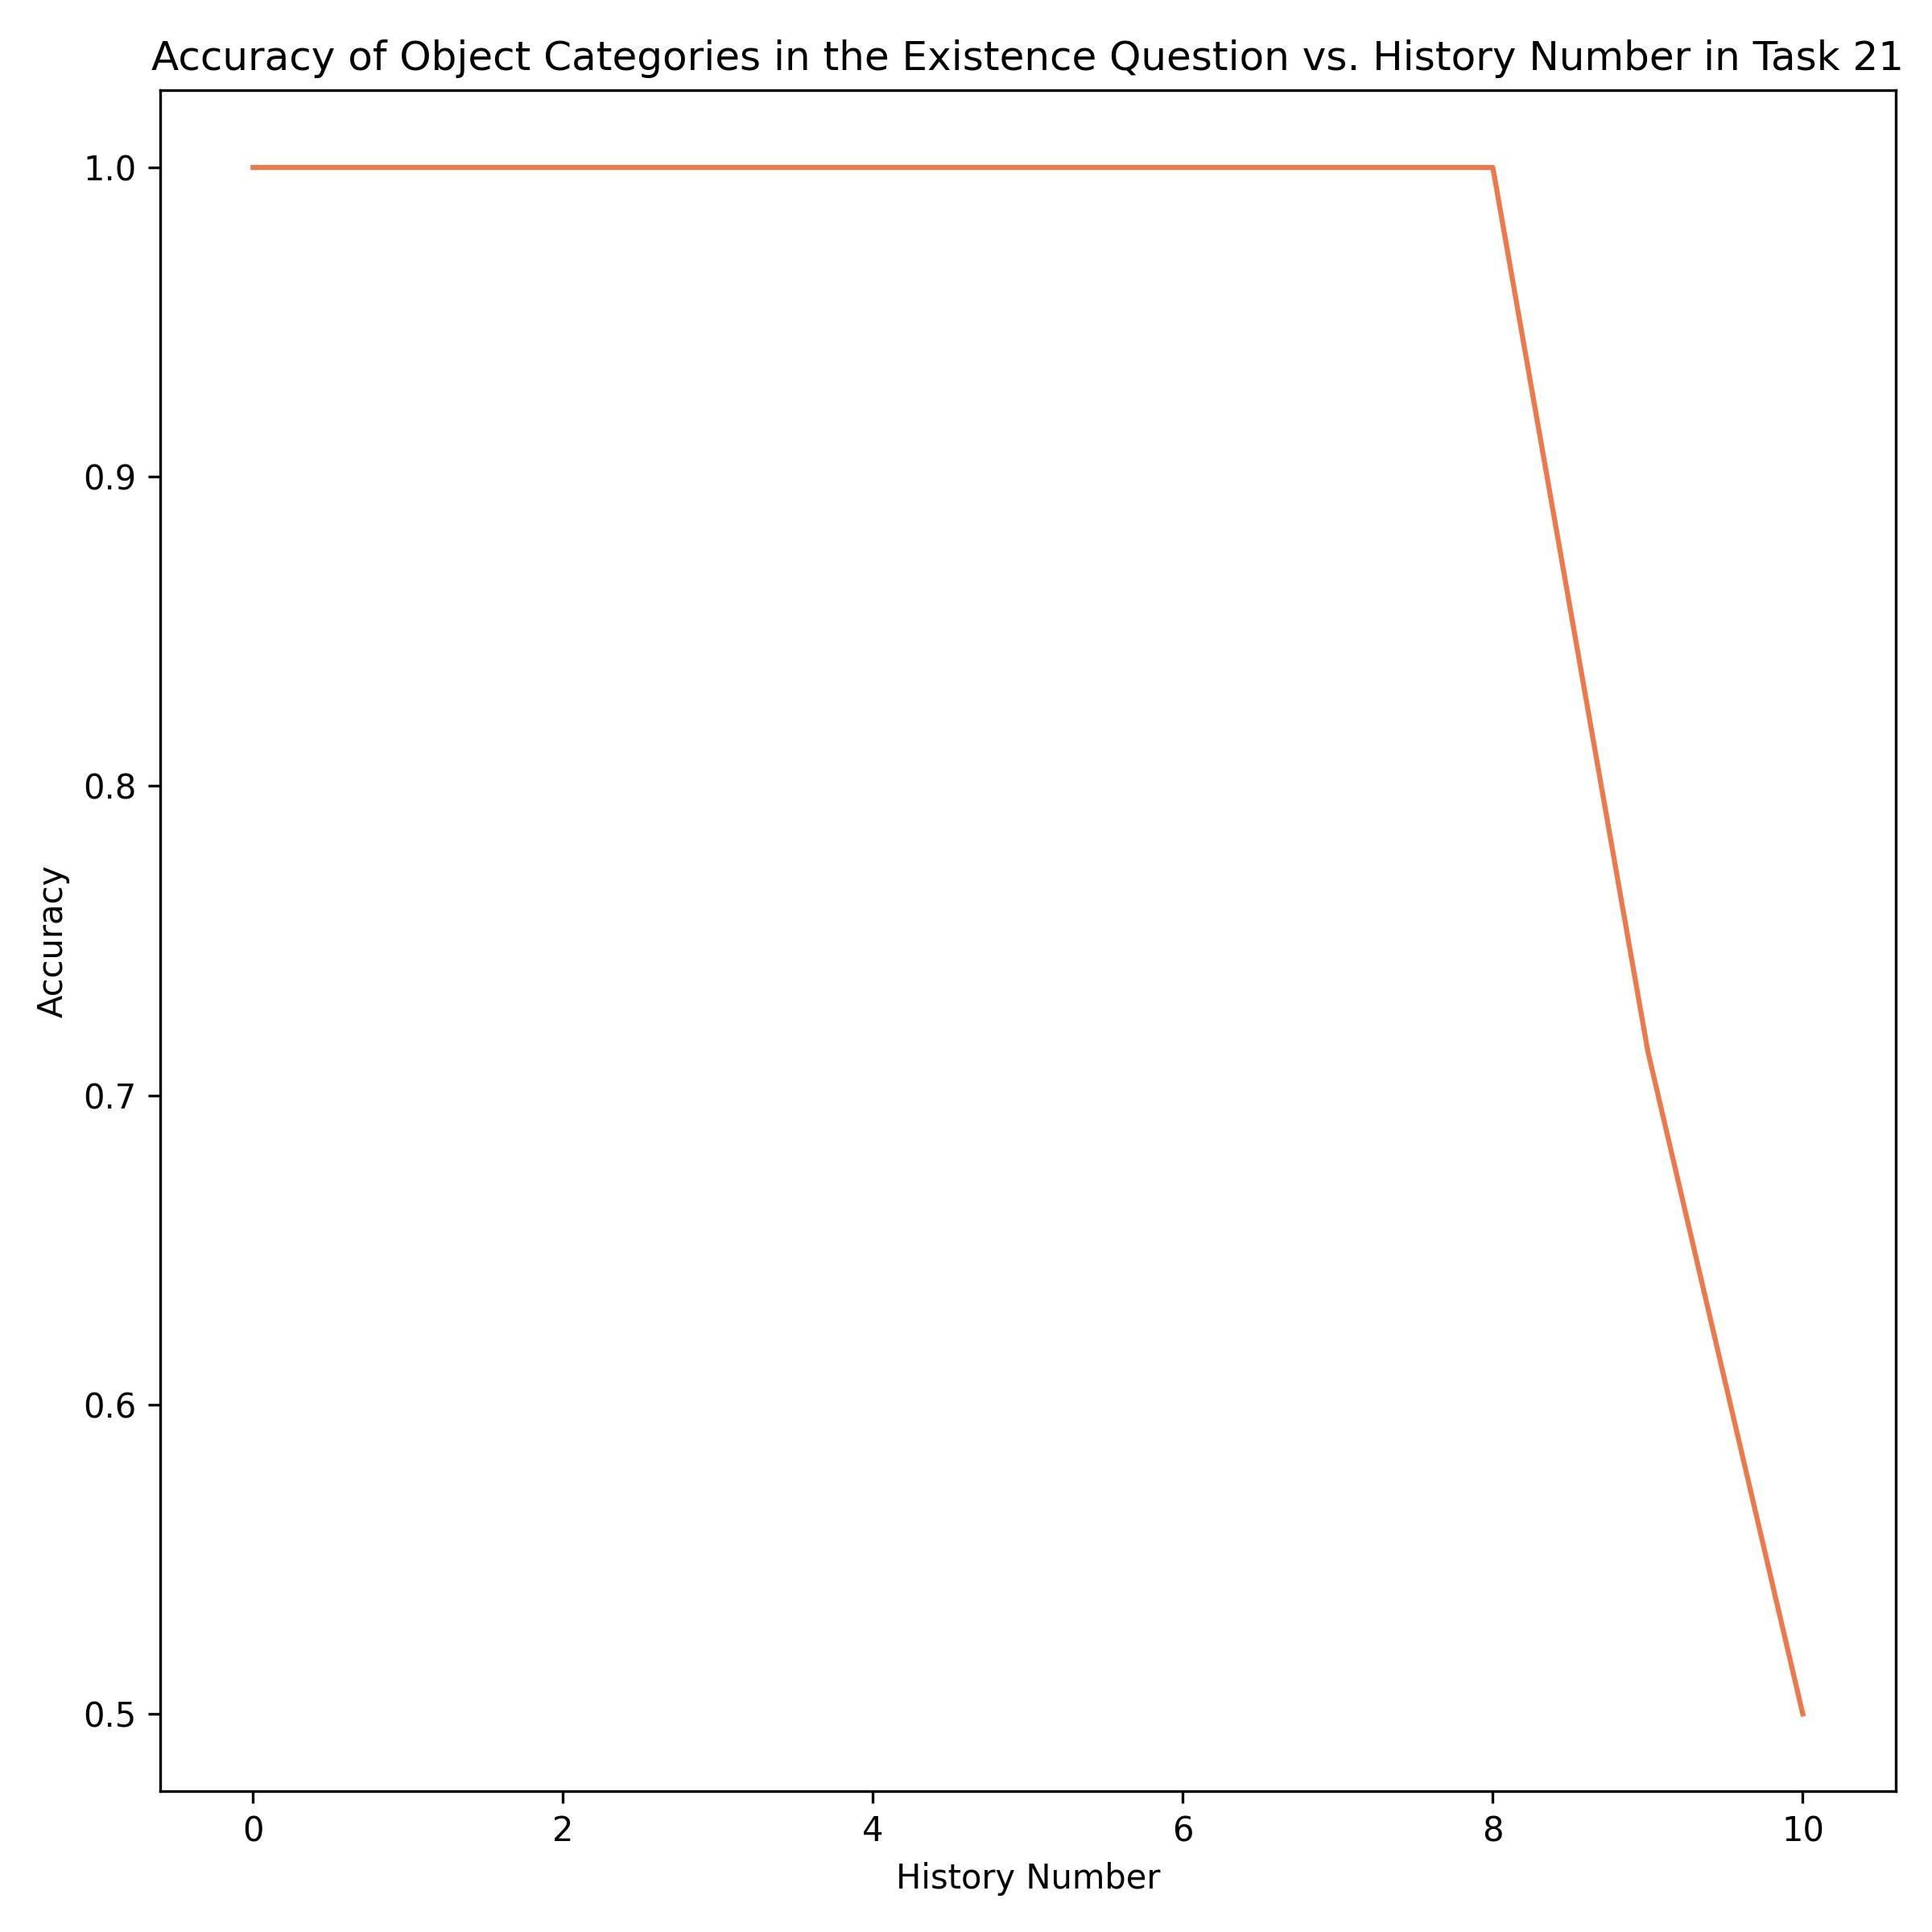 Accuracy of Object Categories in the Existence Question vs. History Number in Task 21
1.0
0.9
0.8
0.7
0.6
0.5
Accuracy
0 2 4 6 8 10
History Number